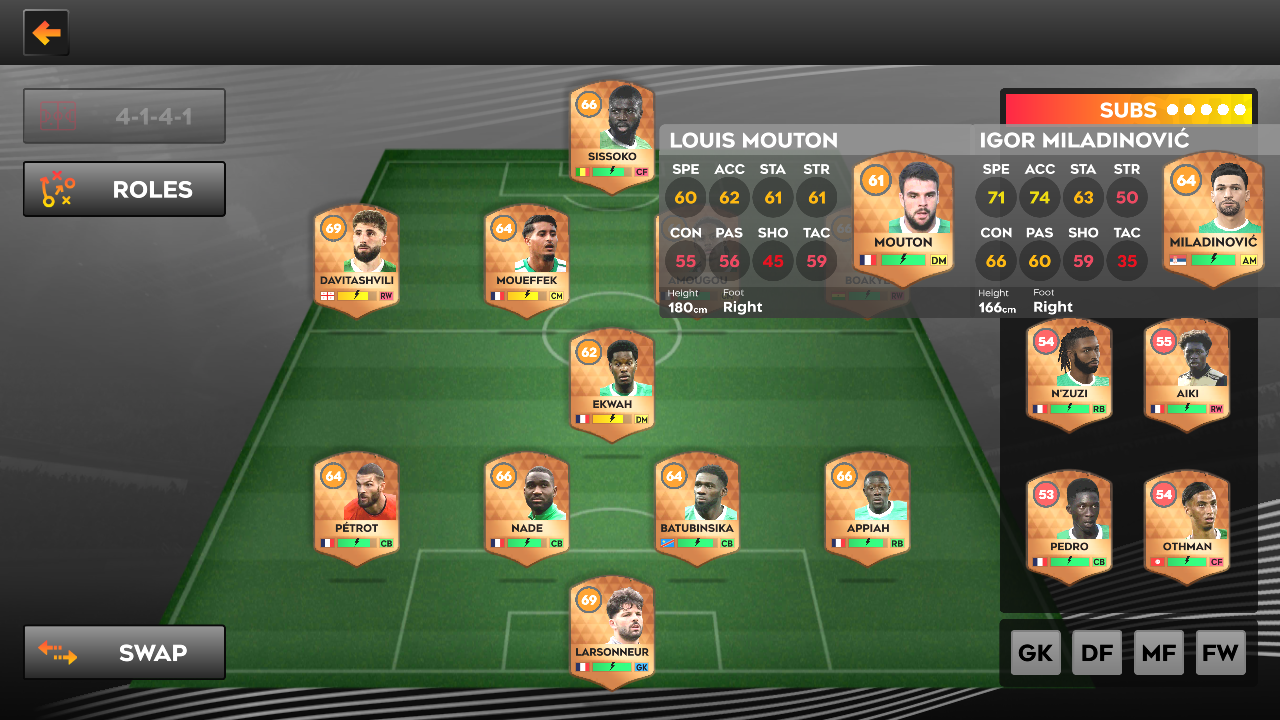 4-1-4-1
ROLES
SWAP
SUBS
66
SISSOKO
CF
69
DAVITASHVILI
RW
64
MOUEFFEK
CM
AMOUGOU
66
BOAKYE
RW
62
EKWAH
DM
64
PÉTROT
CB
66
NADE
CB
64
BATUBINSIKA
CB
66
APPIAH
RB
69
LARSONNEUR
GK
LOUIS MOUTON
SPE ACC STA STR
60 62 61 61
CON PAS SHO TAC
55 56 45 59
Height Foot
180cm Right
61
MOUTON
DM
IGOR MILADINOVIĆ
SPE ACC STA STR
71 74 63 50
CON PAS SHO TAC
66 60 59 35
Height Foot
166cm Right
64
MILADINOVIĆ
AM
54
N'ZUZI
RB
55
AIKI
RW
53
PEDRO
CB
54
OTHMAN
CF
GK DF MF FW